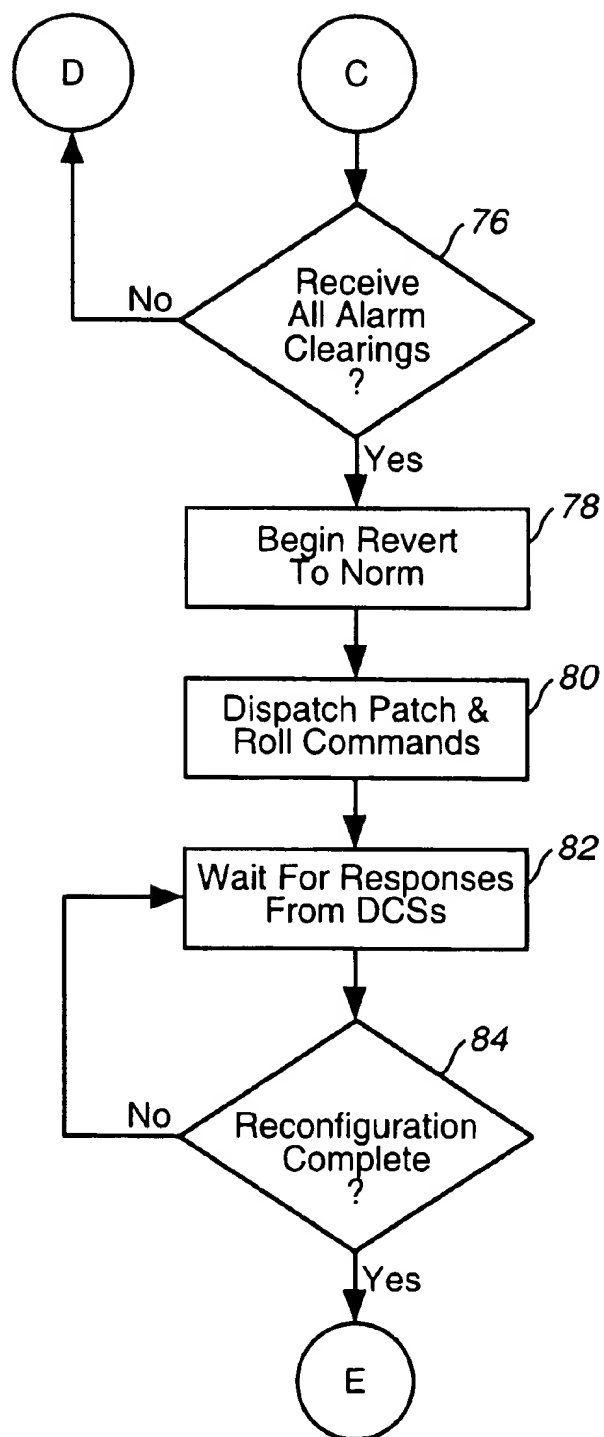 D
C
76
Receive
All Alarm
Clearings
?
No
Yes
78
Begin Revert
To Norm
80
Dispatch Patch &
Roll Commands
82
Wait For Responses
From DCSs
84
No
Reconfiguration
Complete
?
Yes
E